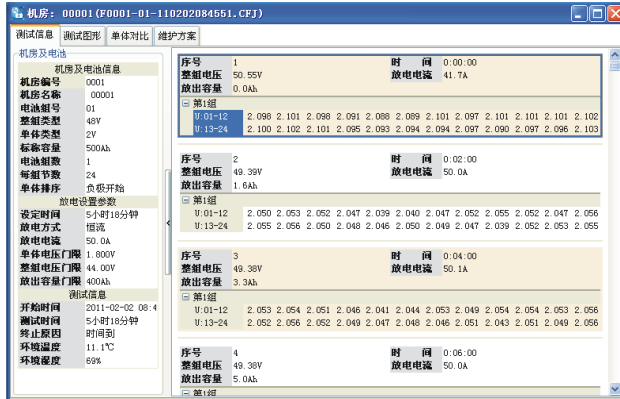 机房: 00001(F0001-01-110202084551.CFJ)
测试信息 测试图形 单体对比 维护方案
机房及电池
机房及电池信息
机房编号 0001
机房名称 00001
电池组号 01
整组类型 48V
单体类型 2V
标称容量 500Ah
电池组数 1
每组节数 24
单体排序 负极开始
放电设置参数
设定时间 5小时18分钟
放电方式 恒流
放电电流 50.0A
单体电压门限 1.800V
整组电压门限 44.00V
放出容量门限 400Ah
测试信息
开始时间 2011-02-02 08:4
测试时间 5小时18分钟
终止原因 时间到
环境温度 11.1℃
环境湿度 69%
序号 1 时 间 0:00:00
整组电压 50.55V 放电电流 41.7A
放出容量 0.0Ah
第1组
U:01-12 2.098 2.101 2.098 2.091 2.088 2.089 2.101 2.097 2.101 2.101 2.101 2.102
U:13-24 2.100 2.102 2.101 2.095 2.093 2.094 2.094 2.097 2.090 2.097 2.096 2.103
序号 2 时 间 0:02:00
整组电压 49.39V 放电电流 50.0A
放出容量 1.6Ah
第1组
U:01-12 2.050 2.053 2.052 2.047 2.039 2.040 2.047 2.052 2.055 2.052 2.047 2.056
U:13-24 2.055 2.056 2.050 2.048 2.046 2.050 2.049 2.047 2.039 2.052 2.053 2.055
序号 3 时 间 0:04:00
整组电压 49.38V 放电电流 50.1A
放出容量 3.3Ah
第1组
U:01-12 2.053 2.054 2.051 2.046 2.041 2.044 2.053 2.049 2.054 2.054 2.053 2.056
U:13-24 2.052 2.056 2.052 2.049 2.047 2.048 2.046 2.051 2.043 2.051 2.049 2.056
序号 4 时 间 0:06:00
整组电压 49.38V 放电电流 50.0A
放出容量 5.0Ah
第1组